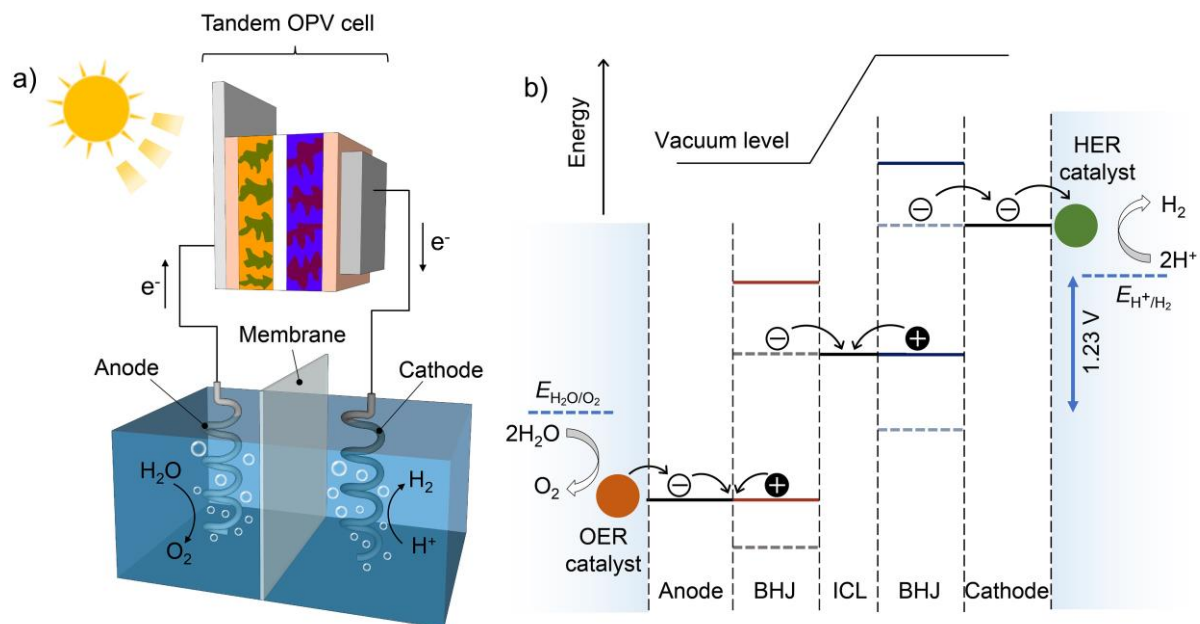 Tandem OPV cell
a)
e-
e-
Membrane
Anode
Cathode
H2O
O2
H2
H+
b)
Energy
Vacuum level
HER
catalyst
H2
2H+
EH+/H2
1.23 V
EH2O/O2
2H2O
O2
OER
catalyst
Anode
BHJ
ICL
BHJ
Cathode